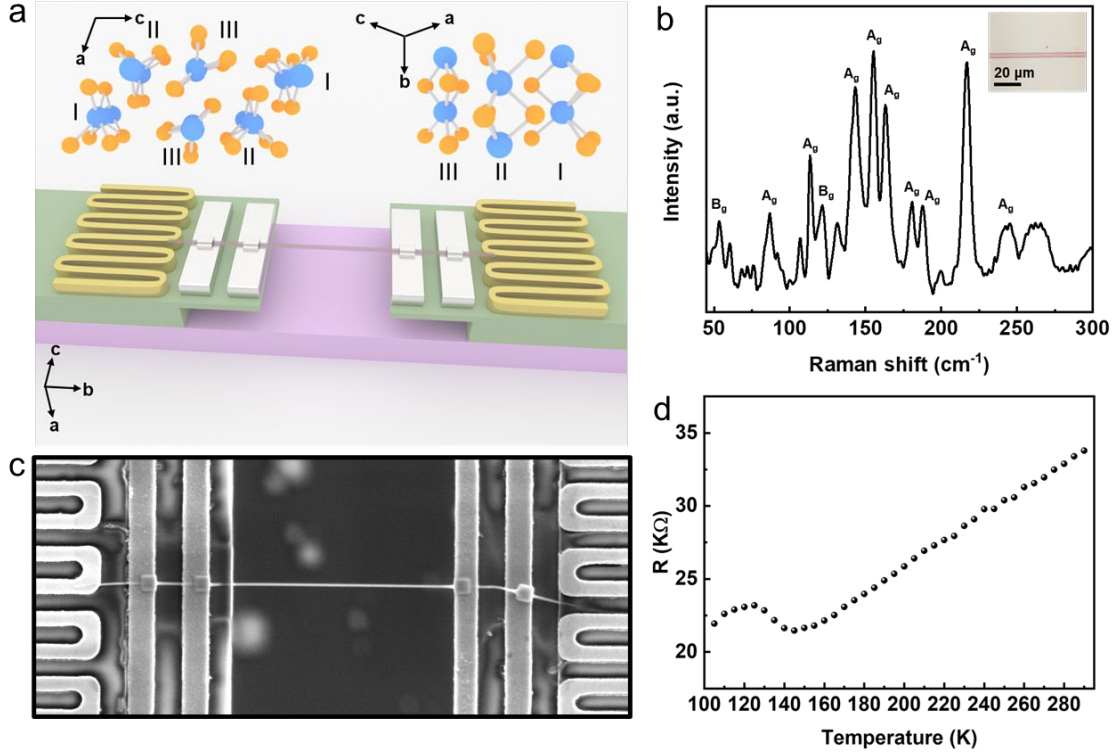 a
c
a
II
III
I
I
III
II
c
a
b
III
II
I
c
b
a
b
Intensity (a.u.)
Bg
Ag
Ag
Bg
Ag
Ag
Ag
Ag
Ag
Ag
Ag
20 μm
50 100 150 200 250 300
Raman shift (cm-1)
c
d
R (KΩ)
35
30
25
20
100 120 140 160 180 200 220 240 260 280
Temperature (K)